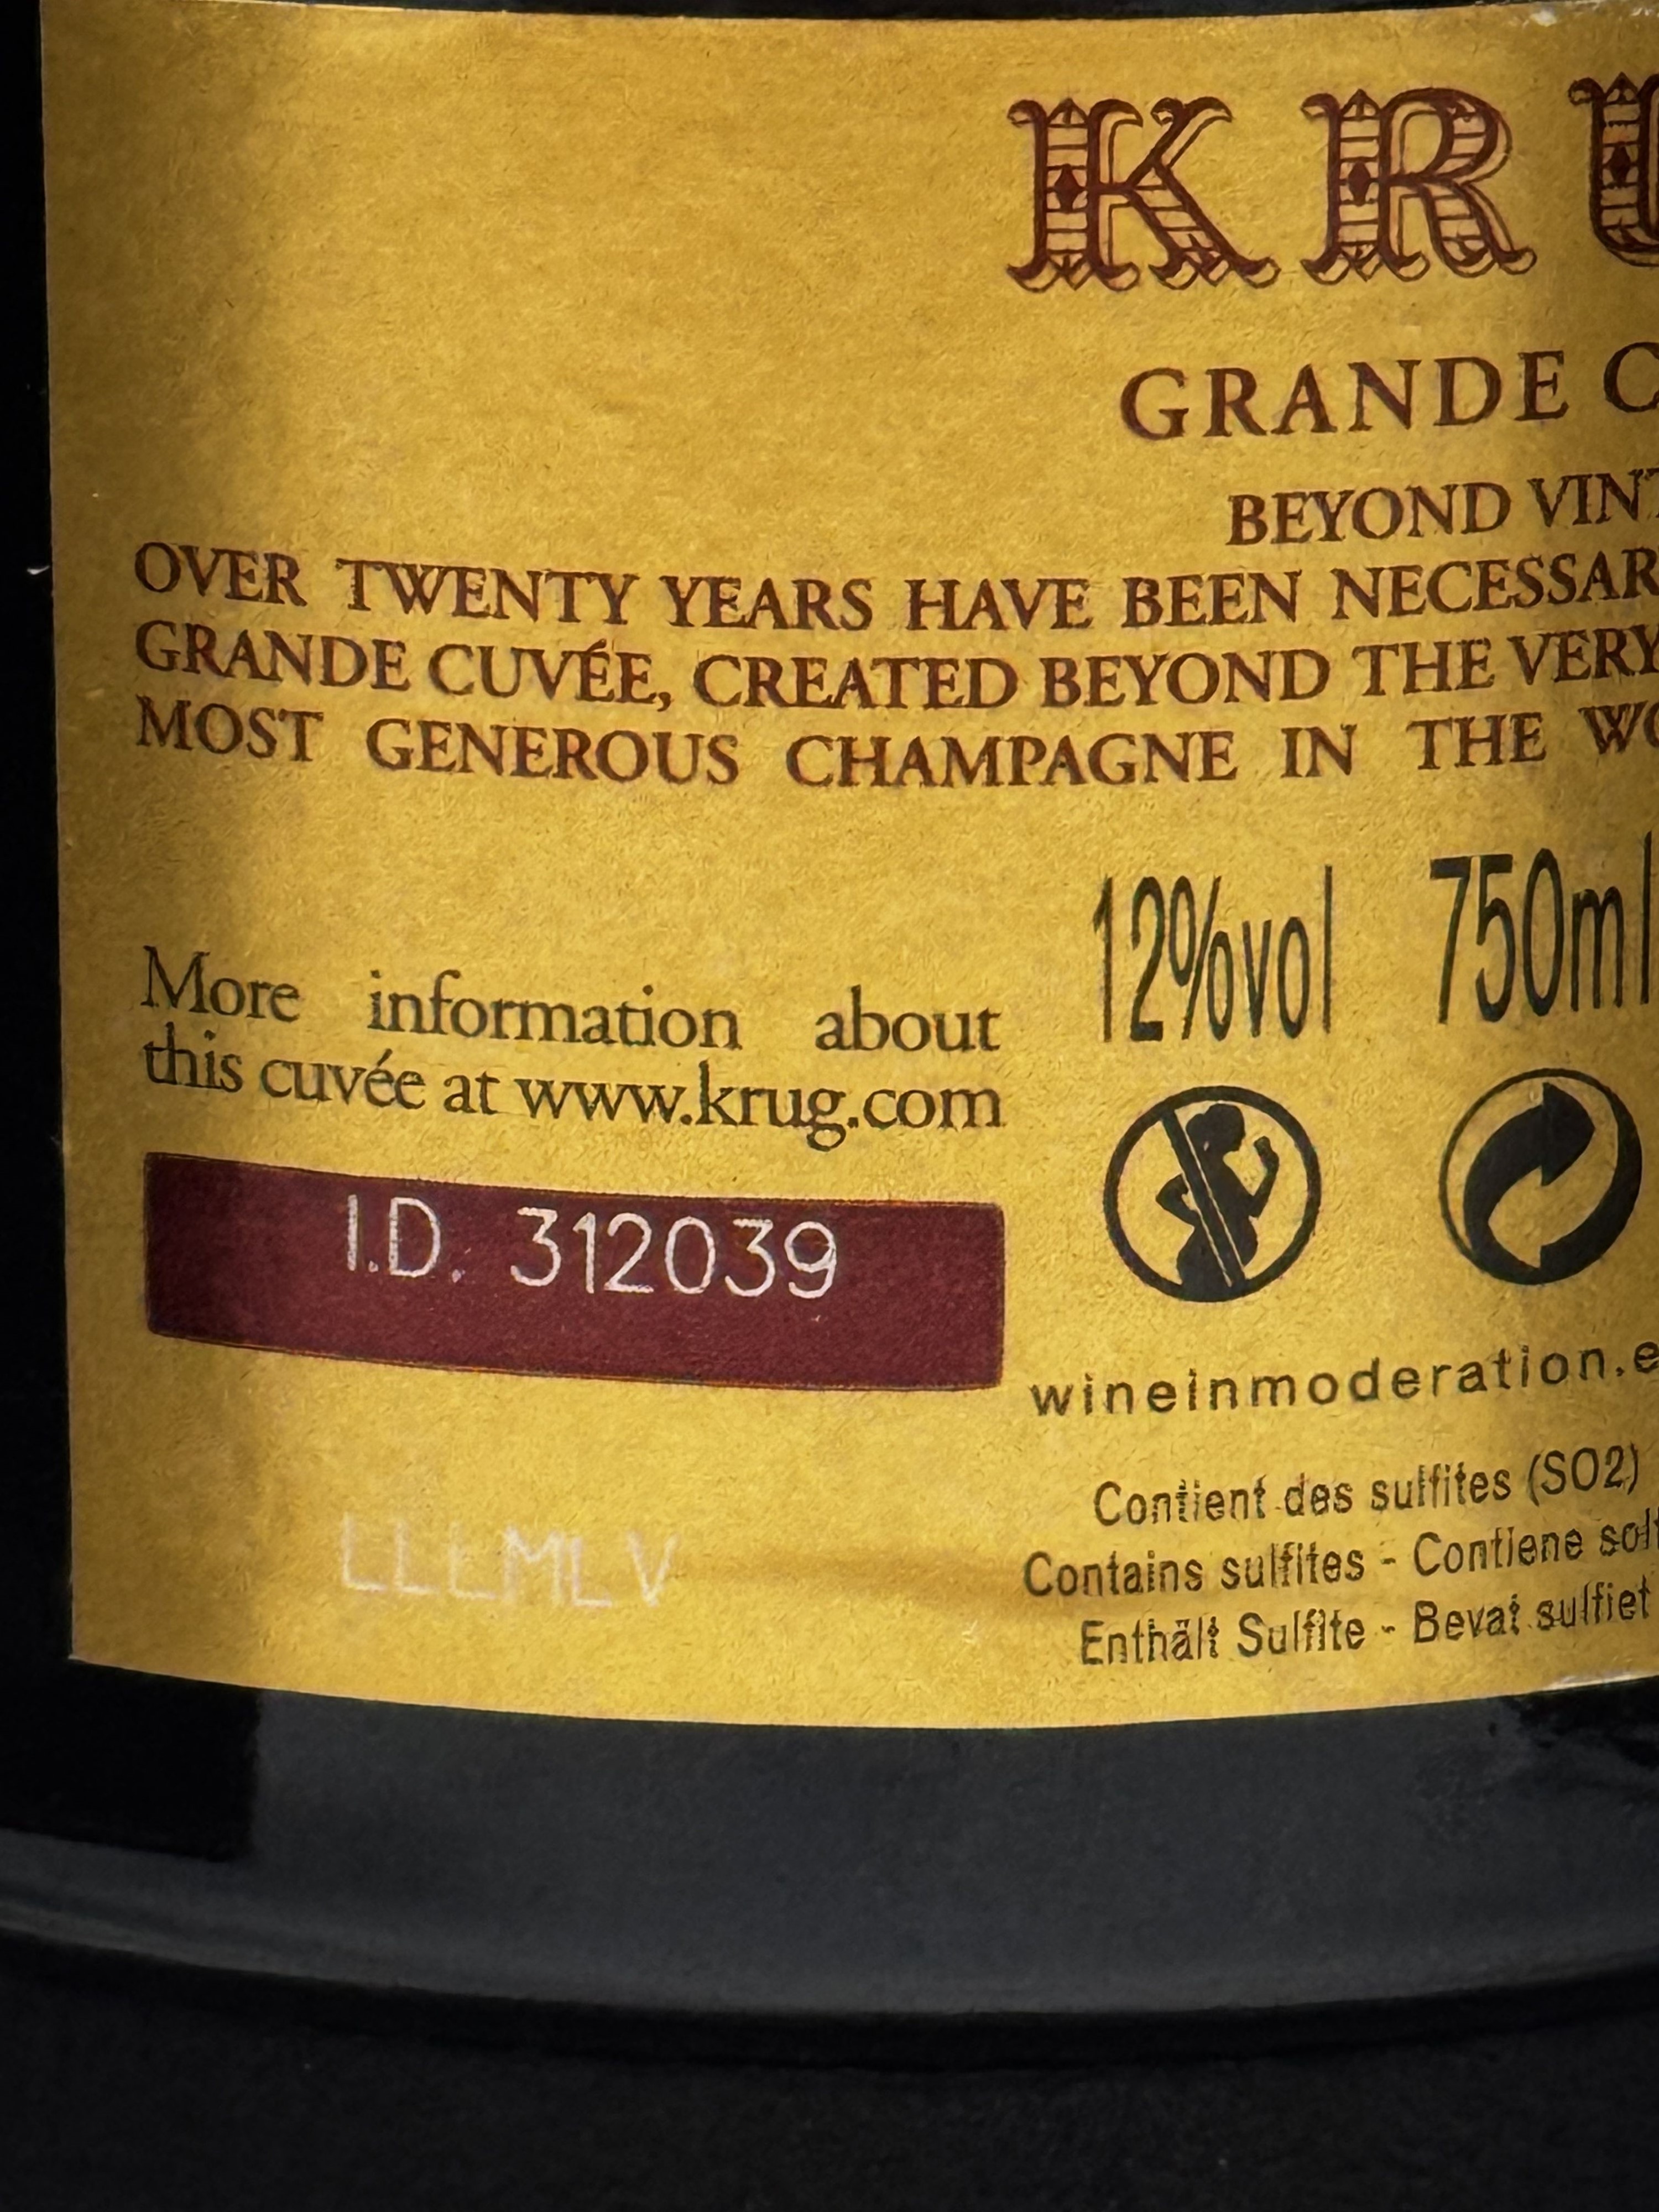 KRU
GRANDE C
BEYOND VINT
OVER TWENTY YEARS HAVE BEEN NECESSAR
GRANDE CUVÉE, CREATED BEYOND THE VERY
MOST GENEROUS CHAMPAGNE IN THE WO
12%vol 750ml
More information about
this cuvée at www.krug.com
I.D. 312039
wineinmoderation.e
Contient des sulfites (SO2)
Contains sulfites - Contiene solf
Enthält Sulfite - Bevat sulfiet